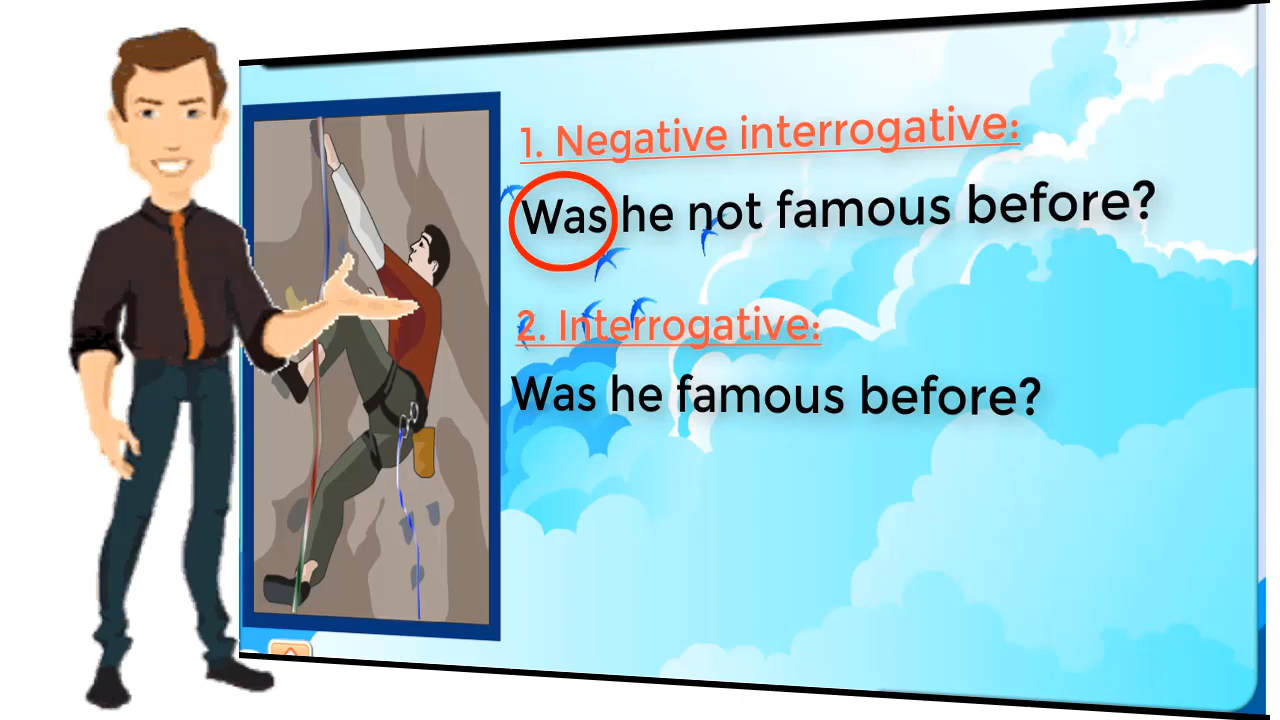 1. Negative interrogative:
Was he not famous before?
2. Interrogative:
Was he famous before?